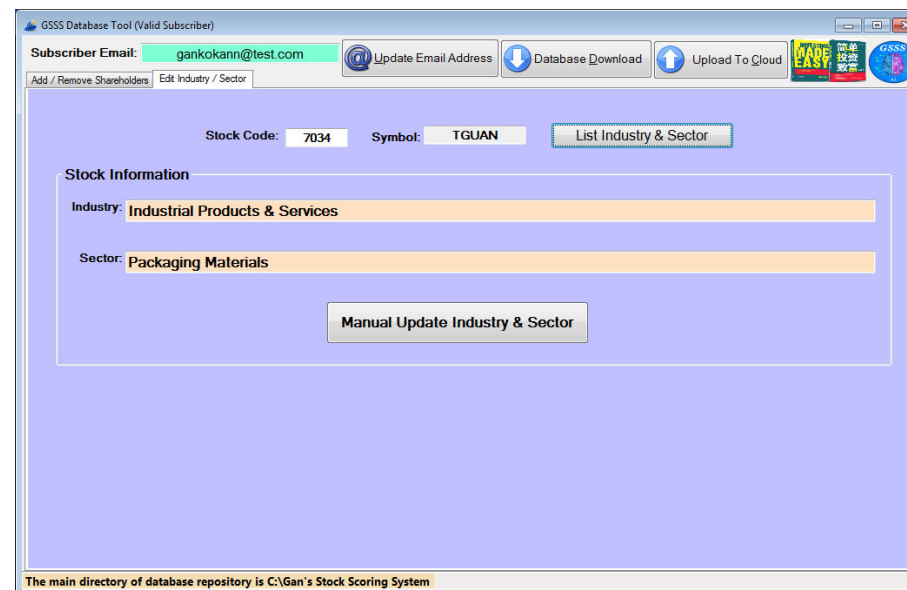 GSSS Database Tool (Valid Subscriber)
Subscriber Email: gankokann@test.com Update Email Address Database Download Upload To Cloud MADE EASY 简单投资致富 GSSS
Add / Remove Shareholders Edit Industry / Sector
Stock Code: 7034 Symbol: TGUAN List Industry & Sector
Stock Information
Industry: Industrial Products & Services
Sector: Packaging Materials
Manual Update Industry & Sector
The main directory of database repository is C:\Gan's Stock Scoring System